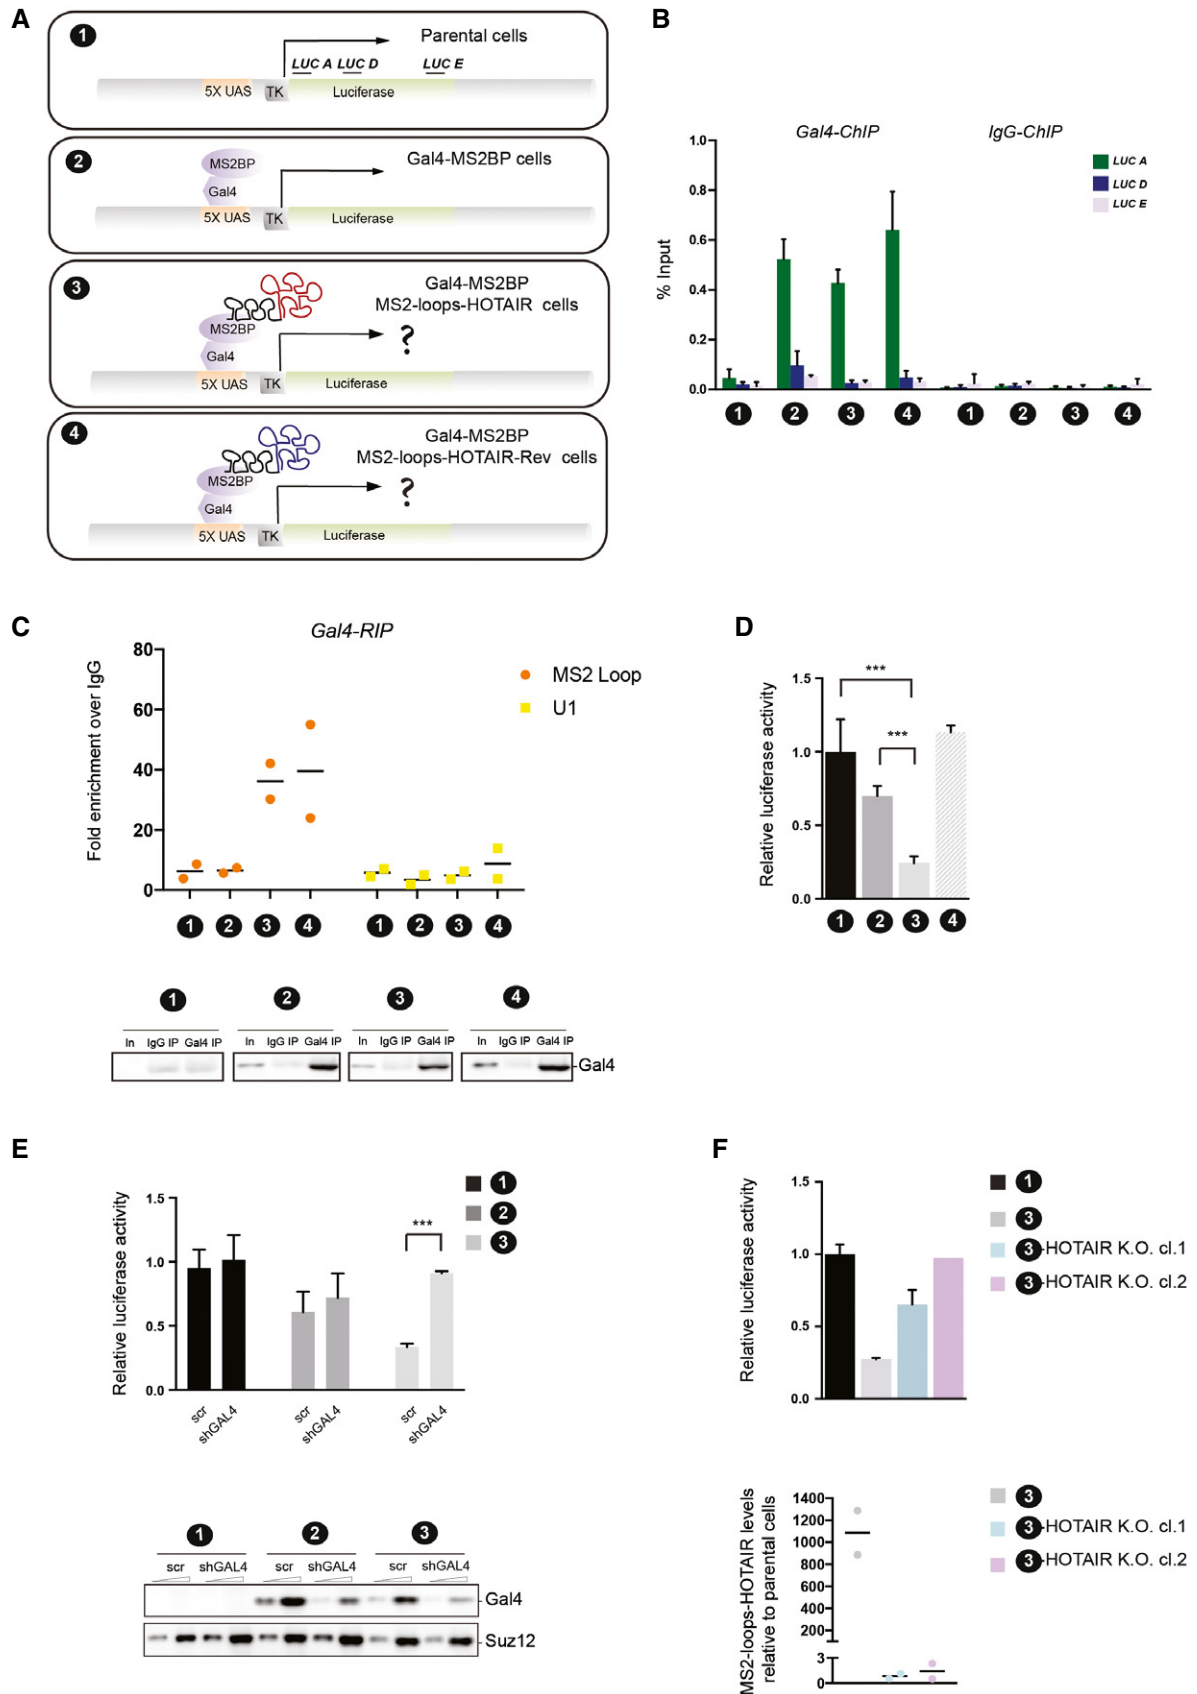 A
1
Parental cells
LUC A LUC D LUC E
5X UAS TK Luciferase
2
Gal4-MS2BP cells
MS2BP
Gal4
5X UAS TK Luciferase
3
Gal4-MS2BP
MS2-loops-HOTAIR cells
MS2BP
?
Gal4
5X UAS TK Luciferase
4
Gal4-MS2BP
MS2-loops-HOTAIR-Rev cells
MS2BP
?
Gal4
5X UAS TK Luciferase
B
Gal4-ChIP IgG-ChIP
% Input
1.0
0.8
0.6
0.4
0.2
0.0
LUC A
LUC D
LUC E
1 2 3 4 1 2 3 4
C
Gal4-RIP
Fold enrichment over IgG
80
60
40
20
0
MS2 Loop
U1
1 2 3 4 1 2 3 4
1 2 3 4
In IgG IP Gal4 IP In IgG IP Gal4 IP In IgG IP Gal4 IP In IgG IP Gal4 IP
-Gal4
D
Relative luciferase activity
1.5
1.0
0.5
0.0
***
***
1 2 3 4
E
Relative luciferase activity
1.5
1.0
0.5
0.0
***
1
2
3
scr shGAL4 scr shGAL4 scr shGAL4
1 2 3
scr shGAL4 scr shGAL4 scr shGAL4
-Gal4
-Suz12
F
Relative luciferase activity
1.5
1.0
0.5
0.0
1
3
3-HOTAIR K.O. cl.1
3-HOTAIR K.O. cl.2
MS2-loops-HOTAIR levels
relative to parental cells
1400
1200
1000
800
600
400
200
3
0
3
3-HOTAIR K.O. cl.1
3-HOTAIR K.O. cl.2